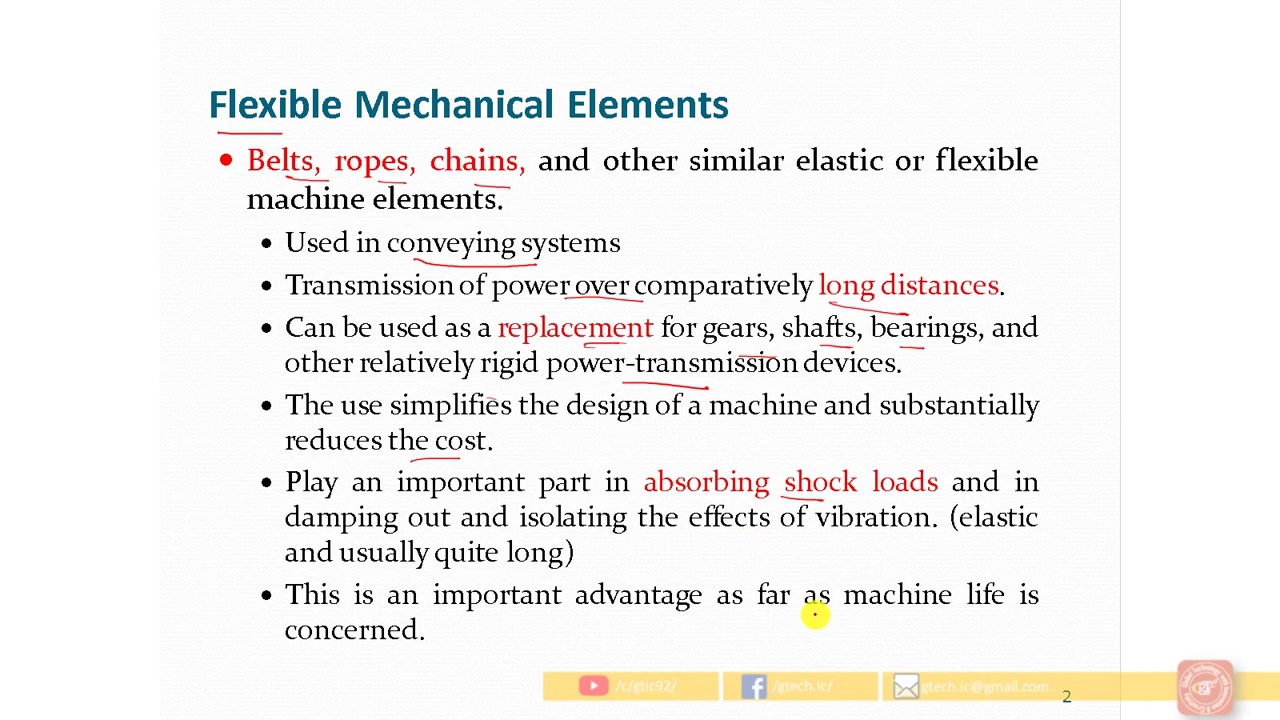 Flexible Mechanical Elements
• Belts, ropes, chains, and other similar elastic or flexible
machine elements.
• Used in conveying systems
• Transmission of power over comparatively long distances.
• Can be used as a replacement for gears, shafts, bearings, and
other relatively rigid power-transmission devices.
• The use simplifies the design of a machine and substantially
reduces the cost.
• Play an important part in absorbing shock loads and in
damping out and isolating the effects of vibration. (elastic
and usually quite long)
• This is an important advantage as far as machine life is
concerned.
/c/gtic92/ /gtech.ic/ gtech.ic@gmail.com
2